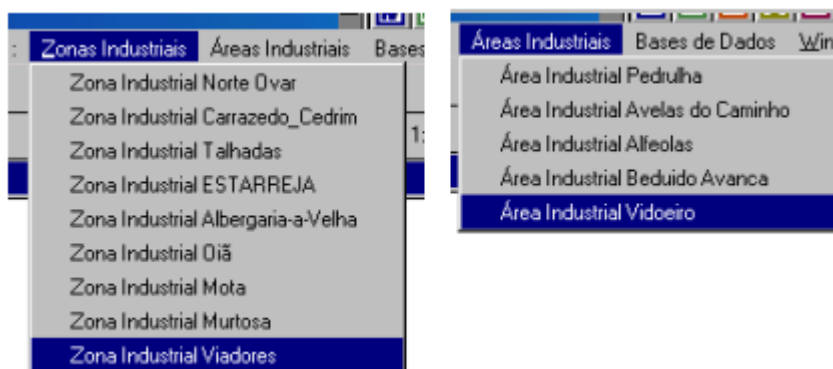 : Zonas Industriais Áreas Industriais Bases
Zona Industrial Norte Ovar
Zona Industrial Carrazedo_Cedrim
Zona Industrial Talhadas
Zona Industrial ESTARREJA
Zona Industrial Albergaria-a-Velha
Zona Industrial Oiã
Zona Industrial Mota
Zona Industrial Murtosa
Zona Industrial Viadores
1:
Áreas Industriais Bases de Dados Win
Área Industrial Pedrulha
Área Industrial Avelas do Caminho
Área Industrial Alfeolas
Área Industrial Beduido Avanca
Área Industrial Vidoeiro